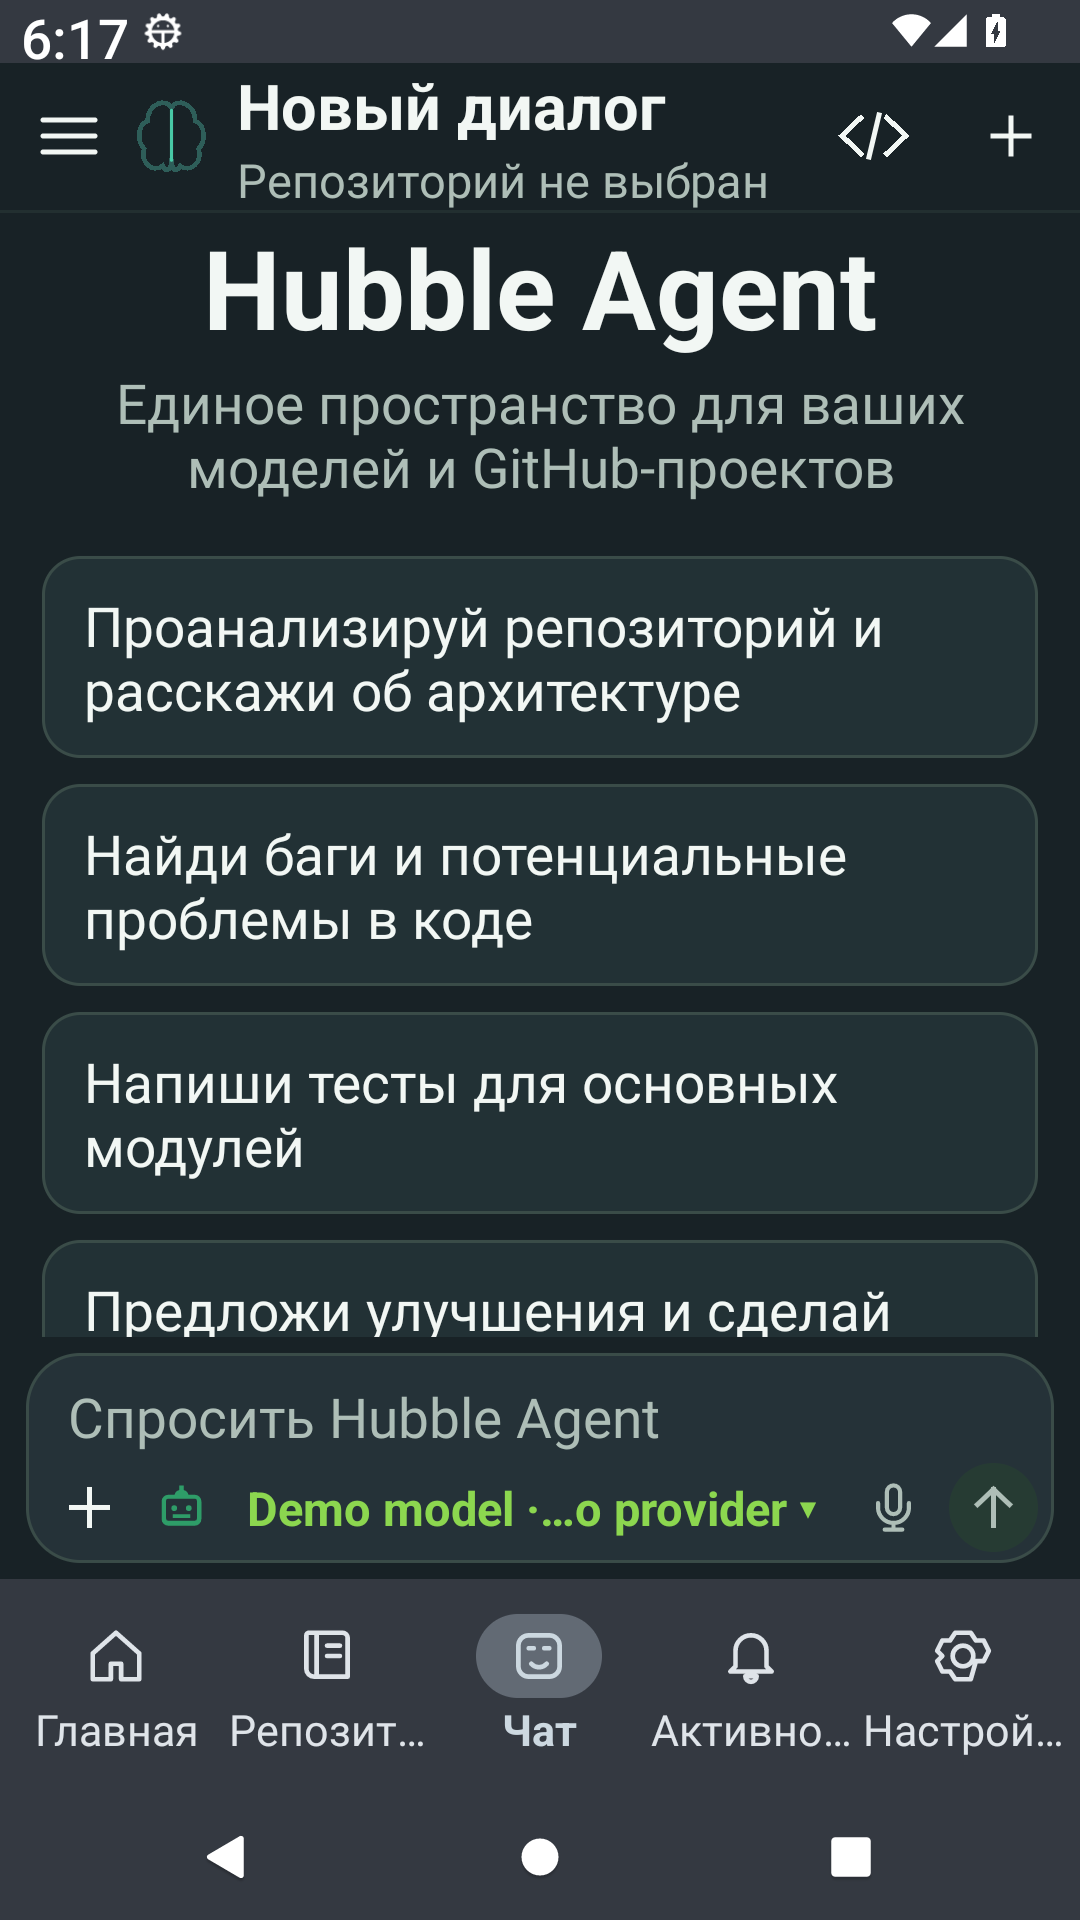 6:17
Новый диалог
Репозиторий не выбран
Hubble Agent
Единое пространство для ваших
моделей и GitHub-проектов
Проанализируй репозиторий и
расскажи об архитектуре
Найди баги и потенциальные
проблемы в коде
Напиши тесты для основных
модулей
Предложи улучшения и сделай
Спросить Hubble Agent
Demo model ·…o provider ▾
Главная
Репозит…
Чат
Активно…
Настрой…